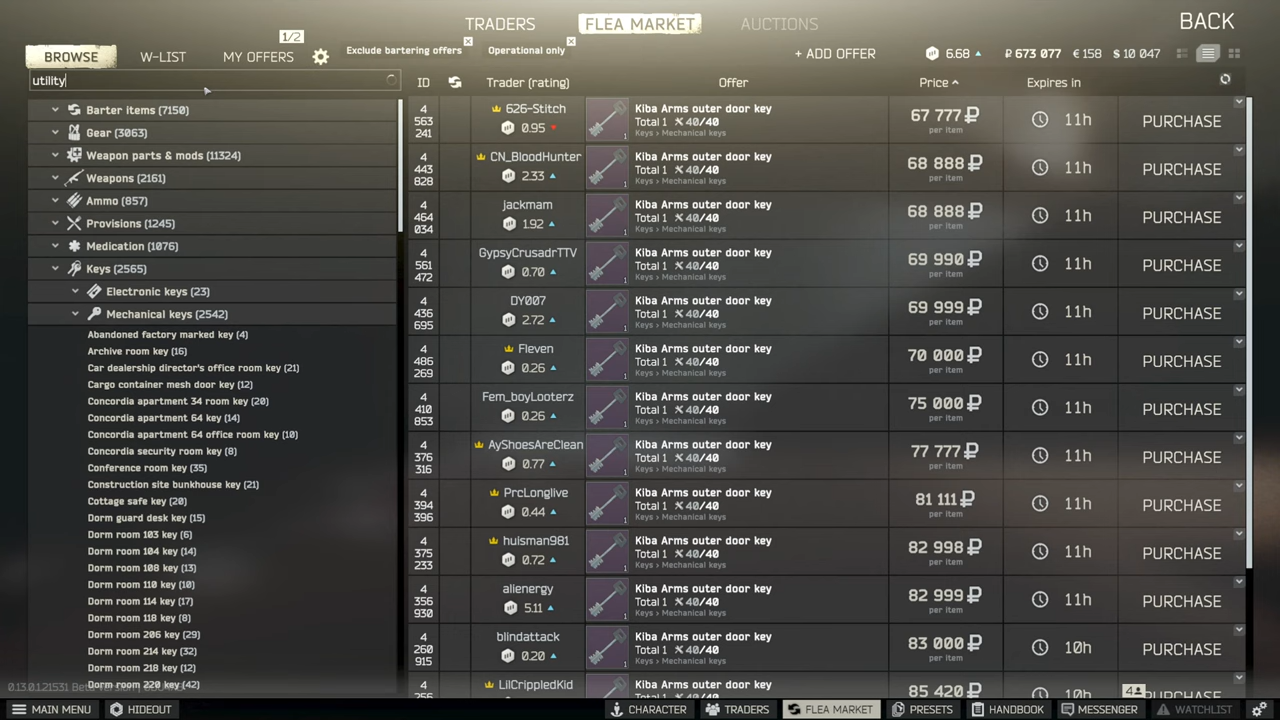 TRADERS FLEA MARKET AUCTIONS BACK
1/2
BROWSE W-LIST MY OFFERS Exclude bartering offers Operational only + ADD OFFER 6.68 ₽ 673 077 € 158 $ 10 047
utility
ID Trader (rating) Offer Price Expires in
Barter items (7150)
Gear (3063)
Weapon parts & mods (11324)
Weapons (2161)
Ammo (857)
Provisions (1245)
Medication (1076)
Keys (2565)
Electronic keys (23)
Mechanical keys (2542)
Abandoned factory marked key (4)
Archive room key (16)
Car dealership director's office room key (21)
Cargo container mesh door key (12)
Concordia apartment 34 room key (20)
Concordia apartment 64 key (14)
Concordia apartment 64 office room key (10)
Concordia security room key (8)
Conference room key (35)
Construction site bunkhouse key (21)
Cottage safe key (20)
Dorm guard desk key (15)
Dorm room 103 key (6)
Dorm room 104 key (14)
Dorm room 108 key (13)
Dorm room 110 key (10)
Dorm room 114 key (17)
Dorm room 118 key (8)
Dorm room 206 key (29)
Dorm room 214 key (32)
Dorm room 218 key (12)
Dorm room 220 key (42)
4 563 241 626-Stitch 0.95 1 Kiba Arms outer door key Total 1 40/40 Keys > Mechanical keys 67 777 ₽ per item 11h PURCHASE
4 443 828 CN_BloodHunter 2.33 1 Kiba Arms outer door key Total 1 40/40 Keys > Mechanical keys 68 888 ₽ per item 11h PURCHASE
4 464 034 jackmam 1.92 1 Kiba Arms outer door key Total 1 40/40 Keys > Mechanical keys 68 888 ₽ per item 11h PURCHASE
4 561 472 GypsyCrusadrTTV 0.70 1 Kiba Arms outer door key Total 1 40/40 Keys > Mechanical keys 69 990 ₽ per item 11h PURCHASE
4 436 695 DY007 2.72 1 Kiba Arms outer door key Total 1 40/40 Keys > Mechanical keys 69 999 ₽ per item 11h PURCHASE
4 486 269 Fleven 0.26 1 Kiba Arms outer door key Total 1 40/40 Keys > Mechanical keys 70 000 ₽ per item 11h PURCHASE
4 410 853 Fem_boyLooterz 0.26 1 Kiba Arms outer door key Total 1 40/40 Keys > Mechanical keys 75 000 ₽ per item 11h PURCHASE
4 376 316 AyShoesAreClean 0.77 1 Kiba Arms outer door key Total 1 40/40 Keys > Mechanical keys 77 777 ₽ per item 11h PURCHASE
4 394 396 PrcLonglive 0.44 1 Kiba Arms outer door key Total 1 40/40 Keys > Mechanical keys 81 111 ₽ per item 11h PURCHASE
4 375 233 huisman981 0.72 1 Kiba Arms outer door key Total 1 40/40 Keys > Mechanical keys 82 998 ₽ per item 11h PURCHASE
4 356 930 alienergy 5.11 1 Kiba Arms outer door key Total 1 40/40 Keys > Mechanical keys 82 999 ₽ per item 11h PURCHASE
4 260 915 blindattack 0.20 1 Kiba Arms outer door key Total 1 40/40 Keys > Mechanical keys 83 000 ₽ per item 10h PURCHASE
4 LilCrippledKid Kiba Arms outer door key 85 420 ₽ 10h PURCHASE
4
MAIN MENU HIDEOUT CHARACTER TRADERS FLEA MARKET PRESETS HANDBOOK MESSENGER WATCHLIST